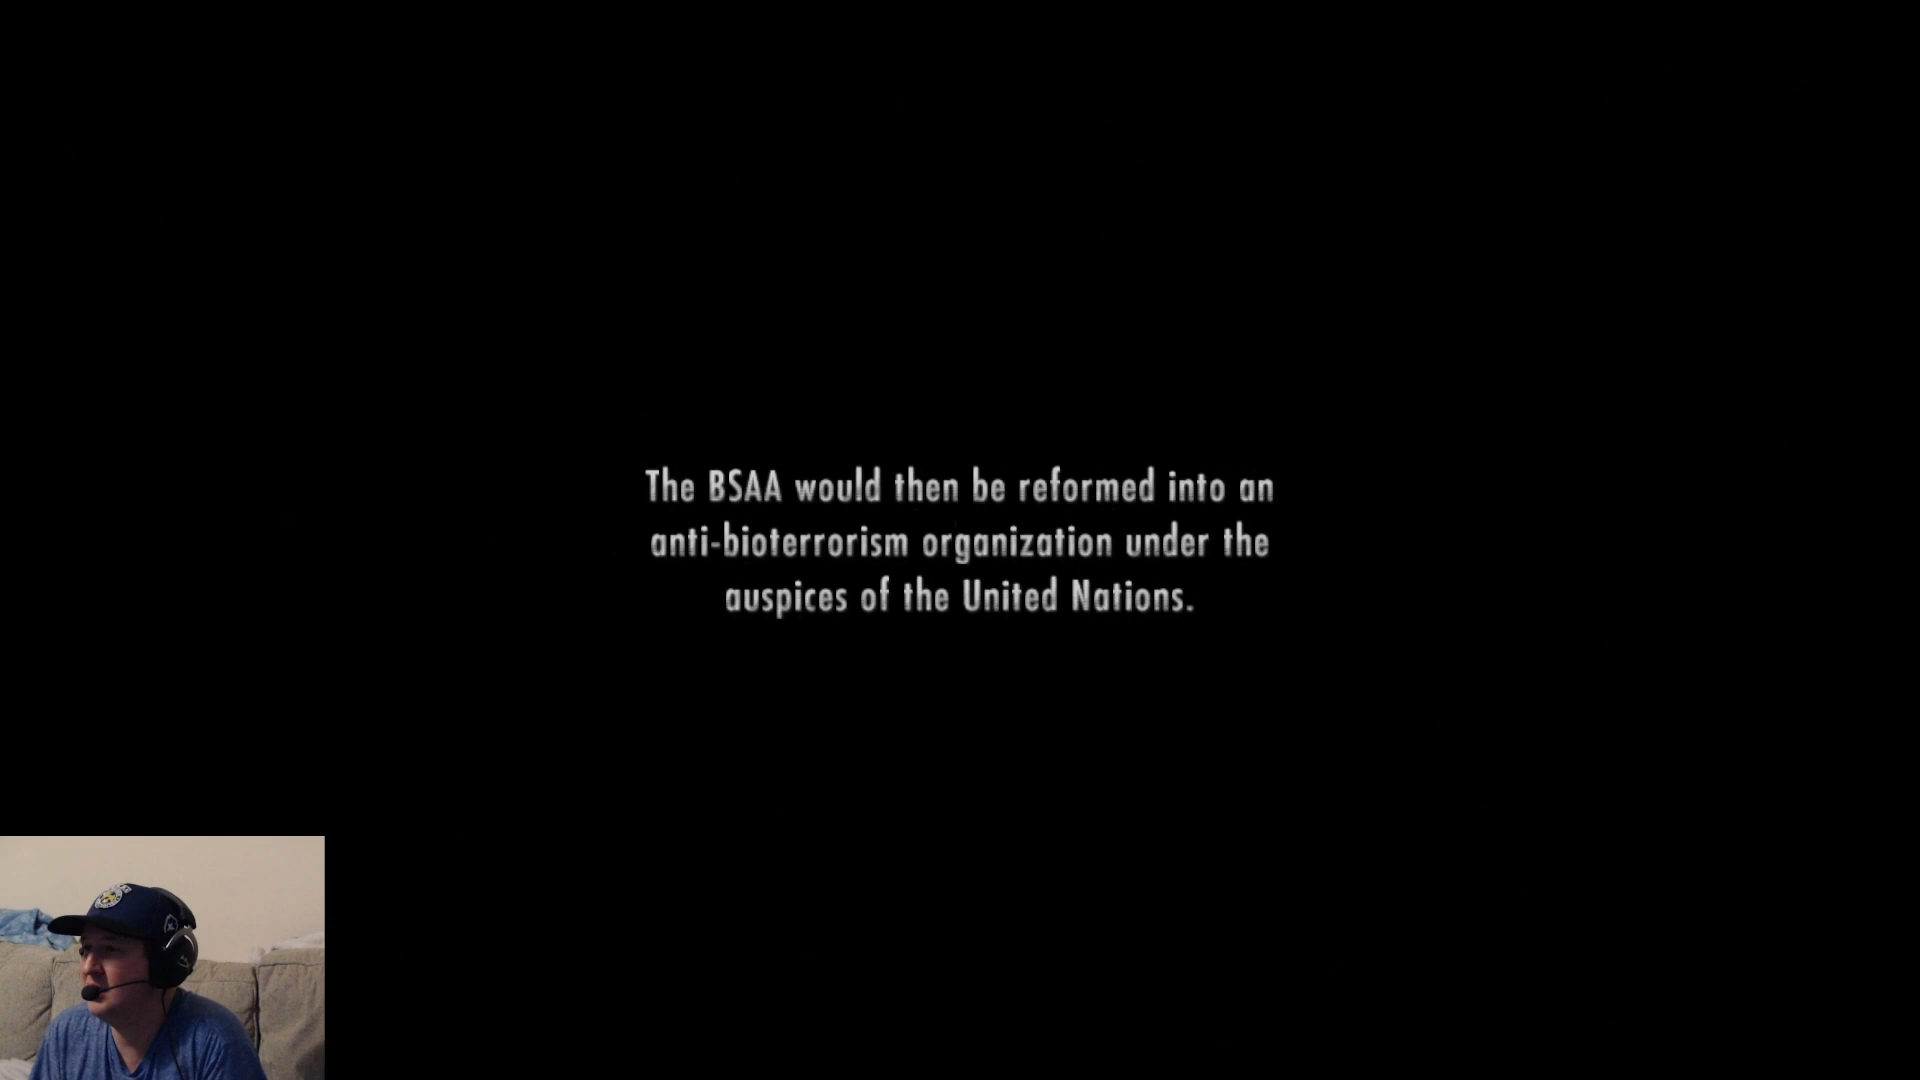 The BSAA would then be reformed into an
anti-bioterrorism organization under the
auspices of the United Nations.